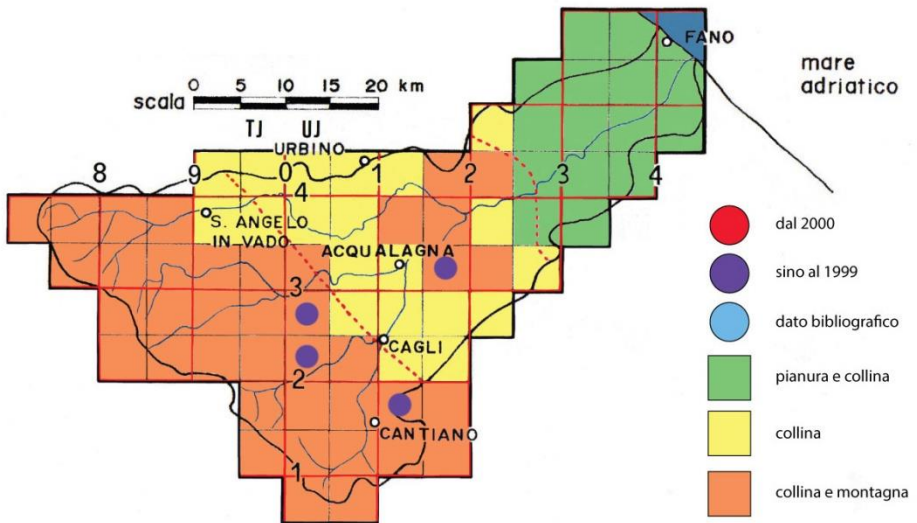 FANO
mare
adriatico
0 5 10 15 20 km
scala
TJ UJ
URBINO
8 9 0 1 2 3 4
4
S. ANGELO
IN VADO
ACQUALAGNA
3
CAGLI
2
CANTIANO
1
dal 2000
sino al 1999
dato bibliografico
pianura e collina
collina
collina e montagna